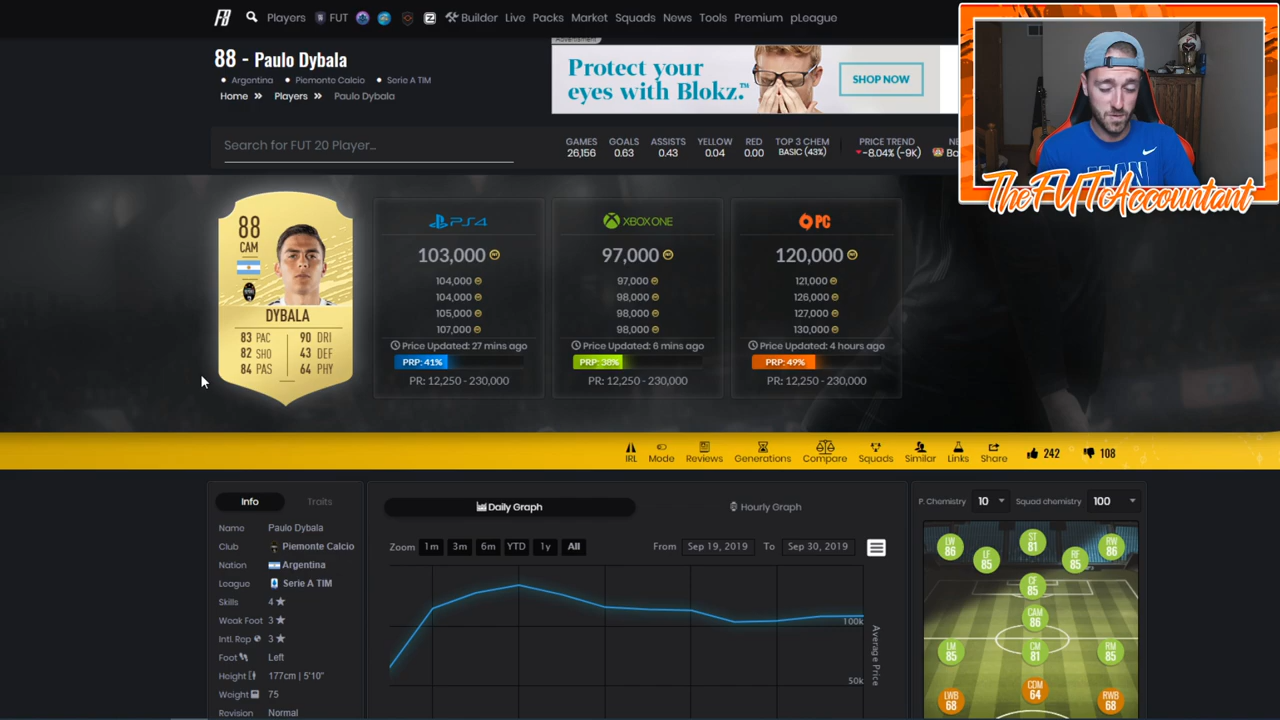 F8 Players FUT Z Builder Live Packs Market Squads News Tools Premium pLeague
88 - Paulo Dybala
Argentina Piemonte Calcio Serie A TIM
Home » Players » Paulo Dybala
Advertisement
Protect your
eyes with Blokz.™
SHOP NOW
Search for FUT 20 Player...
GAMES GOALS ASSISTS YELLOW RED TOP 3 CHEM PRICE TREND
26,156 0.63 0.43 0.04 0.00 BASIC (43%) -8.04% (-9K)
TheFUTAccountant
88
CAM
DYBALA
83 PAC 90 DRI
82 SHO 43 DEF
84 PAS 64 PHY
PS4
103,000
104,000
104,000
105,000
107,000
Price Updated: 27 mins ago
PRP: 41%
PR: 12,250 - 230,000
XBOX ONE
97,000
97,000
98,000
98,000
98,000
Price Updated: 6 mins ago
PRP: 38%
PR: 12,250 - 230,000
PC
120,000
121,000
126,000
127,000
130,000
Price Updated: 4 hours ago
PRP: 49%
PR: 12,250 - 230,000
IRL Mode Reviews Generations Compare Squads Similar Links Share 242 108
Info Traits
Name Paulo Dybala
Club Piemonte Calcio
Nation Argentina
League Serie A TIM
Skills 4
Weak Foot 3
Intl. Rep 3
Foot Left
Height 177cm | 5'10"
Weight 75
Revision Normal
Daily Graph Hourly Graph
Zoom 1m 3m 6m YTD 1y All From Sep 19, 2019 To Sep 30, 2019
100k
50k
Average Price
P. Chemistry 10 Squad chemistry 100
LW
86
LF
85
ST
81
RF
85
RW
86
CF
85
CAM
86
LM
85
CM
81
RM
85
LWB
68
CDM
64
RWB
68